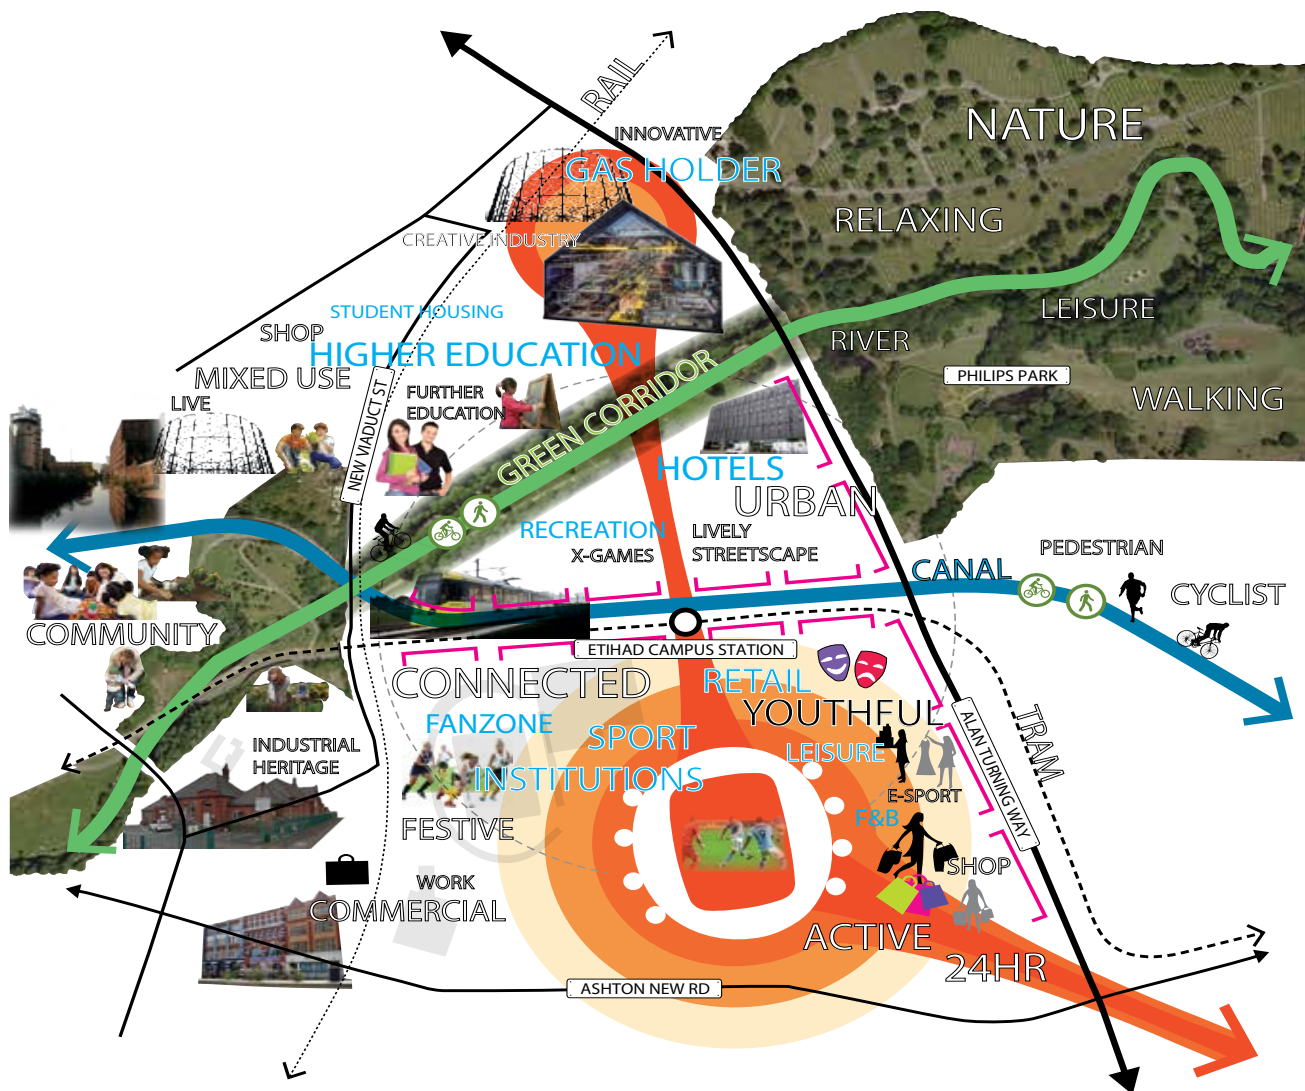 RAIL
INNOVATIVE
GAS HOLDER
NATURE
RELAXING
CREATIVE INDUSTRY
STUDENT HOUSING
SHOP
HIGHER EDUCATION
MIXED USE
LIVE
NEW VIADUCT ST
FURTHER
EDUCATION
GREEN CORRIDOR
LEISURE
RIVER
PHILIPS PARK
WALKING
HOTELS
URBAN
RECREATION
X-GAMES
LIVELY
STREETSCAPE
CANAL
PEDESTRIAN
CYCLIST
COMMUNITY
ETIHAD CAMPUS STATION
CONNECTED
RETAIL
YOUTHFUL
FANZONE
SPORT
INSTITUTIONS
LEISURE
ALAN TURNING WAY
TRAM
INDUSTRIAL
HERITAGE
E-SPORT
F&B
FESTIVE
SHOP
WORK
COMMERCIAL
ACTIVE
24HR
ASHTON NEW RD